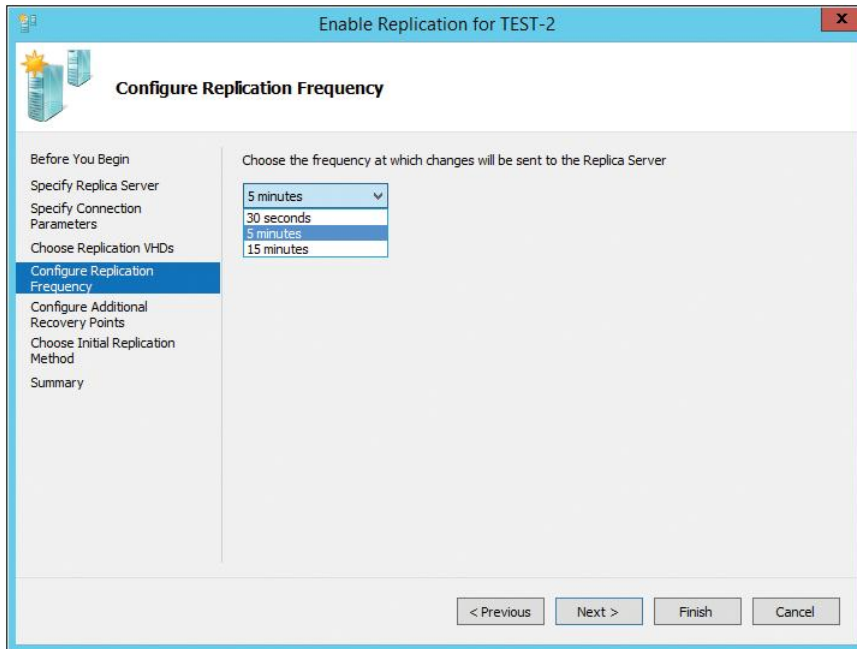 Enable Replication for TEST-2
x
Configure Replication Frequency
Before You Begin
Specify Replica Server
Specify Connection
Parameters
Choose Replication VHDs
Configure Replication
Frequency
Configure Additional
Recovery Points
Choose Initial Replication
Method
Summary
Choose the frequency at which changes will be sent to the Replica Server
5 minutes
30 seconds
5 minutes
15 minutes
< Previous
Next >
Finish
Cancel